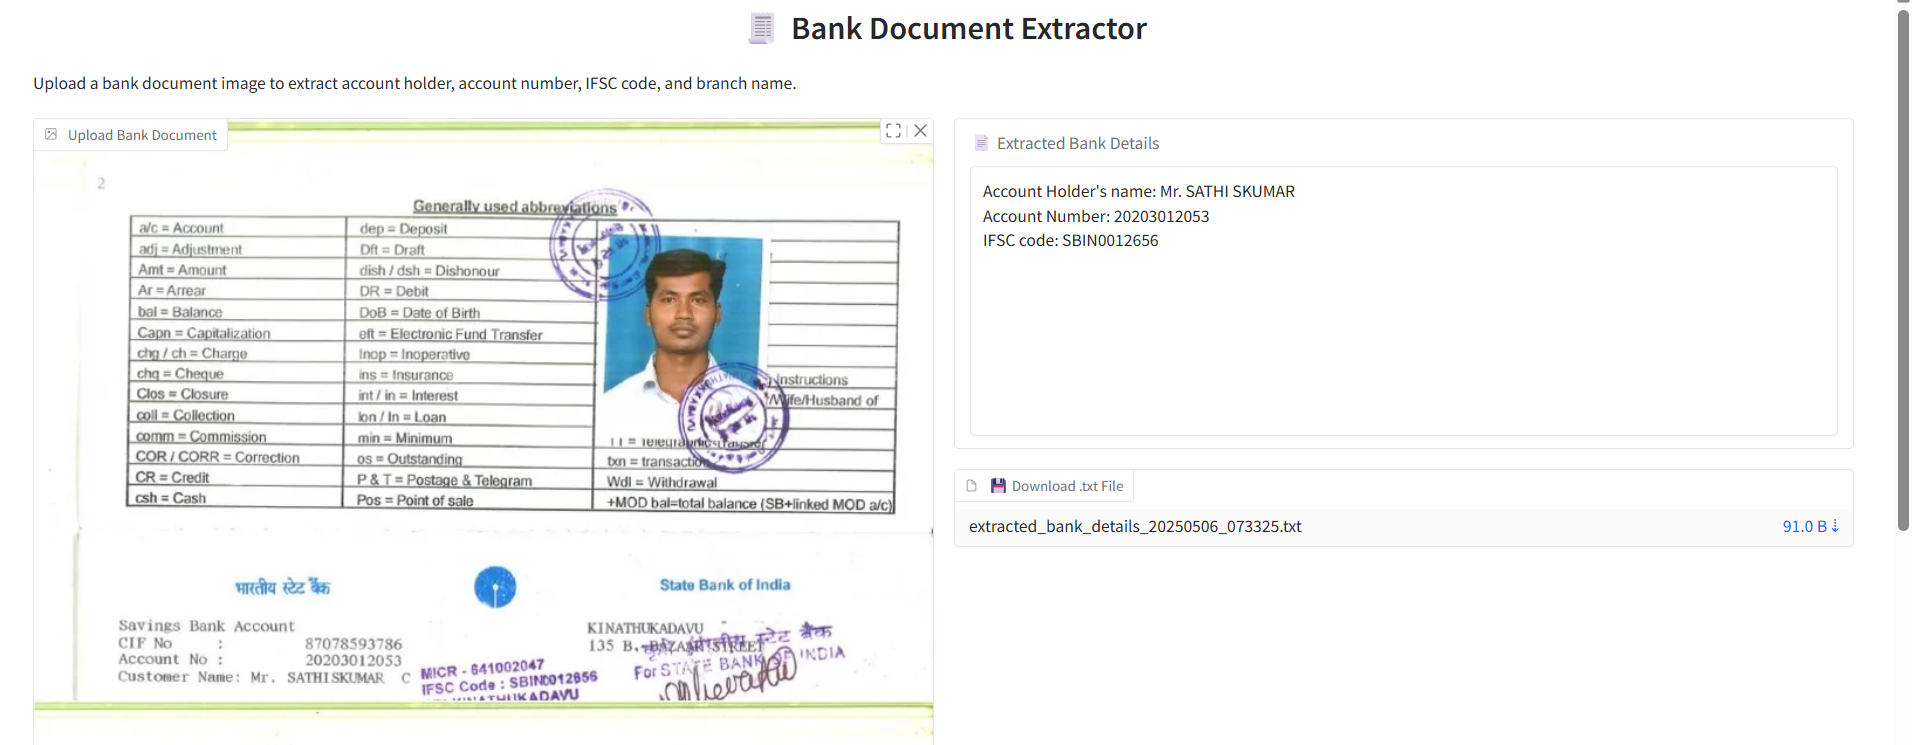 Bank Document Extractor
Upload a bank document image to extract account holder, account number, IFSC code, and branch name.
Upload Bank Document
2
Generally used abbreviations
a/c = Account
dep = Deposit
adj = Adjustment
Dft = Draft
Amt = Amount
dish / dsh = Dishonour
Ar = Arrear
DR = Debit
bal = Balance
DoB = Date of Birth
Capn = Capitalization
eft = Electronic Fund Transfer
chg / ch = Charge
Inop = Inoperative
chq = Cheque
ins = Insurance
Instructions
Clos = Closure
int / in = Interest
/Wife/Husband of
coll = Collection
lon / ln = Loan
comm = Commission
min = Minimum
TT = Telegraphic Transfer
COR / CORR = Correction
os = Outstanding
txn = transaction
CR = Credit
P & T = Postage & Telegram
Wdl = Withdrawal
csh = Cash
Pos = Point of sale
+MOD bal=total balance (SB+linked MOD a/c)
भारतीय स्टेट बैंक
State Bank of India
Savings Bank Account
CIF No : 87078593786
Account No : 20203012053
Customer Name: Mr. SATHISKUMAR C
MICR - 641002047
IFSC Code : SBIN0012656
KINATHUKADAVU
KINATHUKADAVU
135 B, BAZAAR STREET
भारतीय स्टेट बैंक
For STATE BANK OF INDIA
Extracted Bank Details
Account Holder's name: Mr. SATHI SKUMAR
Account Number: 20203012053
IFSC code: SBIN0012656
Download .txt File
extracted_bank_details_20250506_073325.txt
91.0 B ⇣